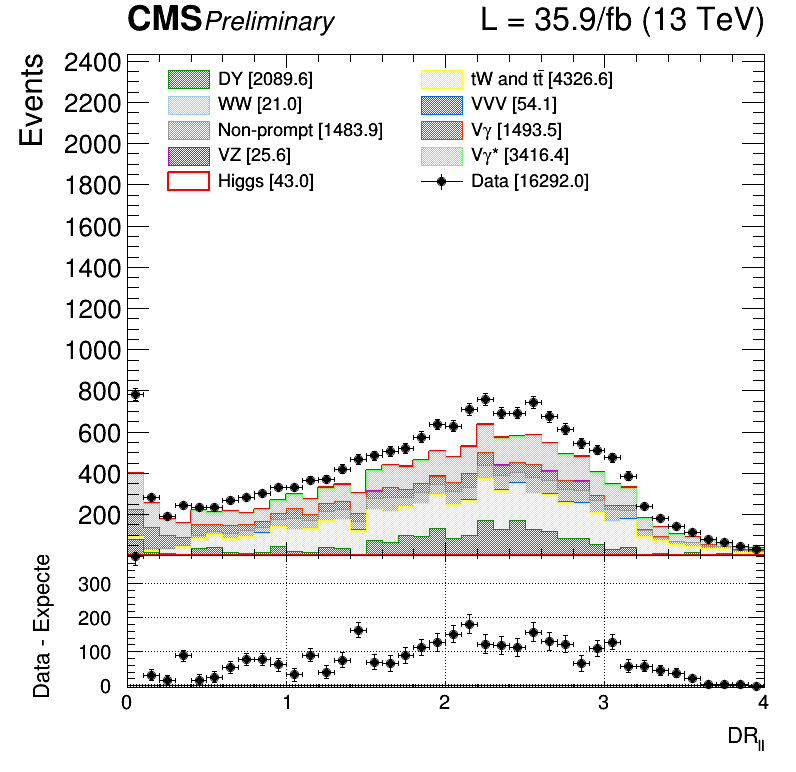 CMS Preliminary L = 35.9/fb (13 TeV)
Events
2400
2200
2000
1800
1600
1400
1200
1000
800
600
400
200
DY [2089.6]
WW [21.0]
Non-prompt [1483.9]
VZ [25.6]
Higgs [43.0]
tW and tt̄ [4326.6]
VVV [54.1]
Vγ [1493.5]
Vγ* [3416.4]
Data [16292.0]
Data - Expecte
300
200
100
0
0 1 2 3 4
DR_ll